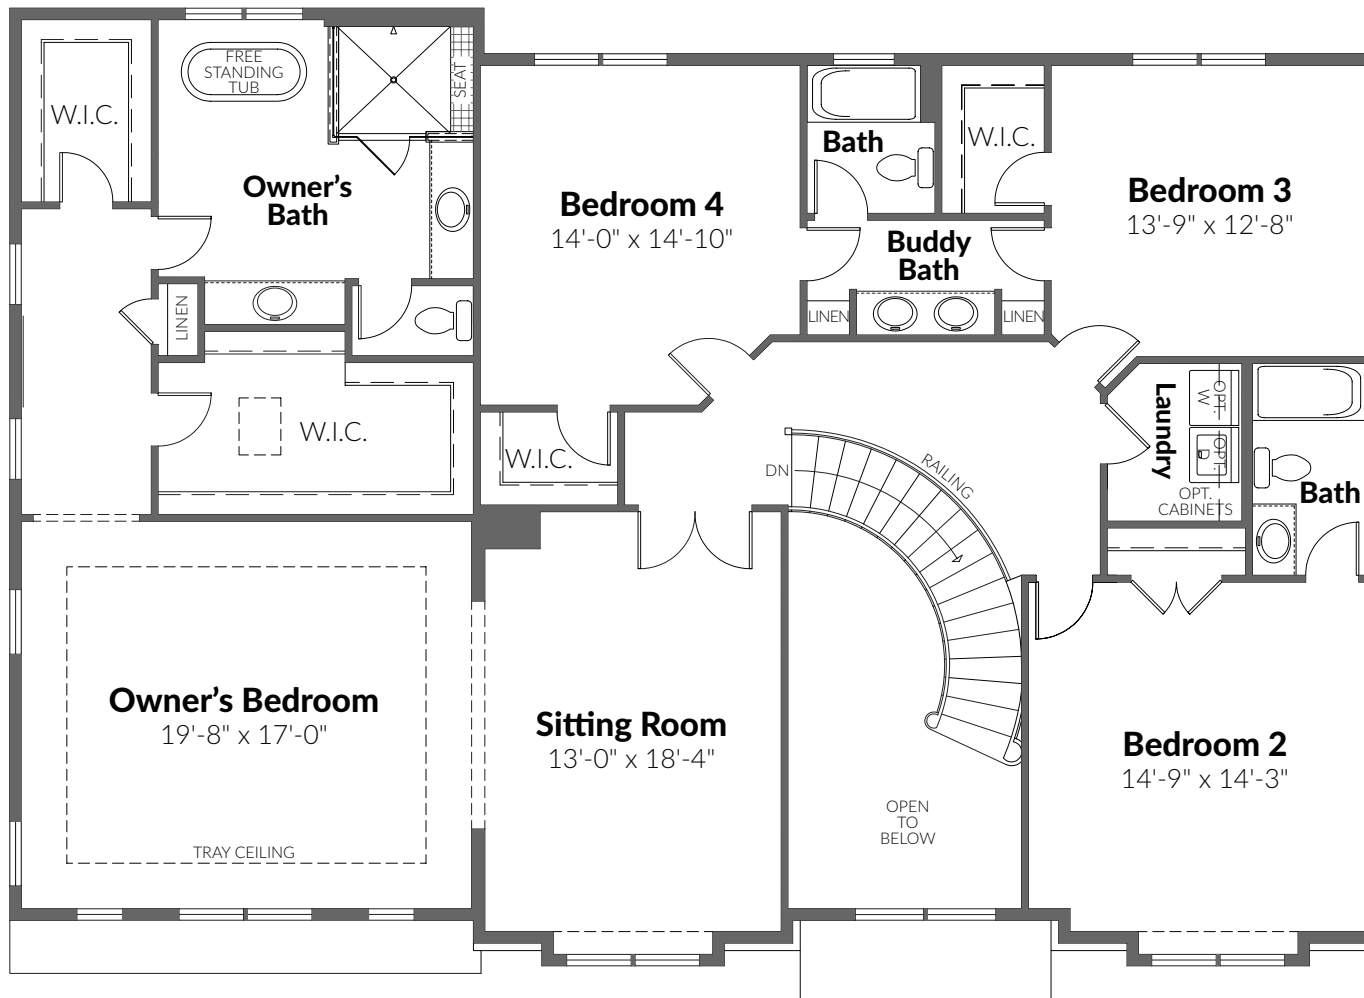 FREE
STANDING
TUB
SEAT
W.I.C.
Owner's
Bath
LINEN
W.I.C.
Bedroom 4
14'-0" x 14'-10"
W.I.C.
Bath
W.I.C.
Buddy
Bath
LINEN
LINEN
Bedroom 3
13'-9" x 12'-8"
Laundry
OPT.
W
OPT.
D
OPT.
CABINETS
Bath
DN
RAILING
Owner's Bedroom
19'-8" x 17'-0"
TRAY CEILING
Sitting Room
13'-0" x 18'-4"
OPEN
TO
BELOW
Bedroom 2
14'-9" x 14'-3"